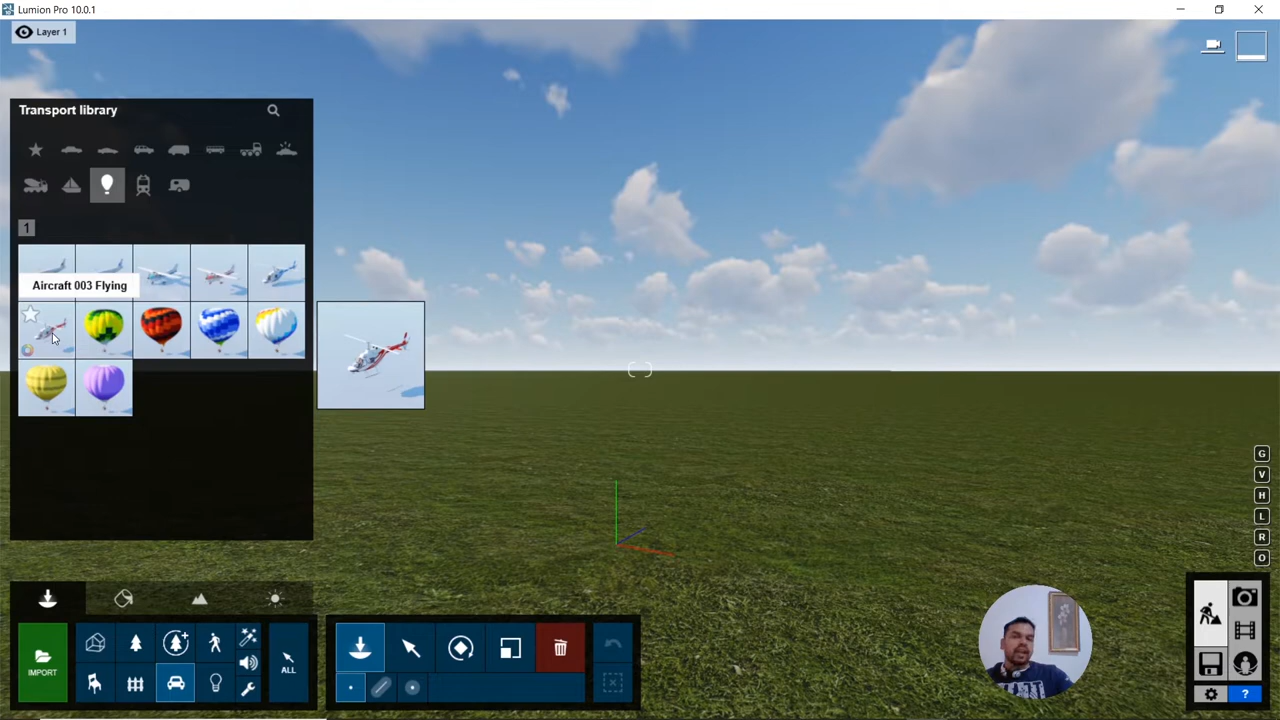 Lumion Pro 10.0.1
Layer 1
Transport library
1
Aircraft 003 Flying
G
V
H
L
R
O
IMPORT
ALL
?